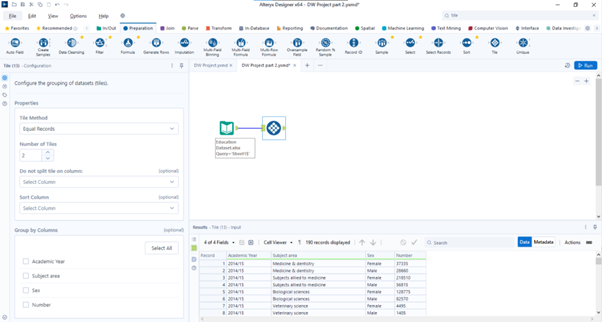 Alteryx Designer x64 - DW Project part 2.yxmd*
File Edit View Options Help
tile
Favorites Recommended In/Out Preparation Join Parse Transform In-Database Reporting Documentation Spatial Machine Learning Text Mining Computer Vision Interface Data Investig
Auto Field Create Samples Data Cleansing Filter Formula Generate Rows Imputation Multi-Field Binning Multi-Field Formula Multi-Row Formula Oversample Field Random % Sample Record ID Sample Select Select Records Sort Tile Unique
Tile (13) - Configuration
DW Project.yxmd
DW Project part 2.yxmd*
Run
Configure the grouping of datasets (tiles).
Properties
Tile Method
Equal Records
Number of Tiles
2
Do not split tile on column (optional)
Select Column
Sort Column (optional)
Select Column
Group by Columns (optional)
Select All
Academic Year
Subject area
Sex
Number
Education
Dataset.xlsx
Query=`Sheet1$`
Results - Tile (13) - Input
4 of 4 Fields Cell Viewer 190 records displayed Search Data Metadata Actions
Record Academic Year Subject area Sex Number
1 2014/15 Medicine & dentistry Female 37335
2 2014/15 Medicine & dentistry Male 28660
3 2014/15 Subjects allied to medicine Female 218510
4 2014/15 Subjects allied to medicine Male 56815
5 2014/15 Biological sciences Female 128775
6 2014/15 Biological sciences Male 82570
7 2014/15 Veterinary science Female 4495
8 2014/15 Veterinary science Male 1405